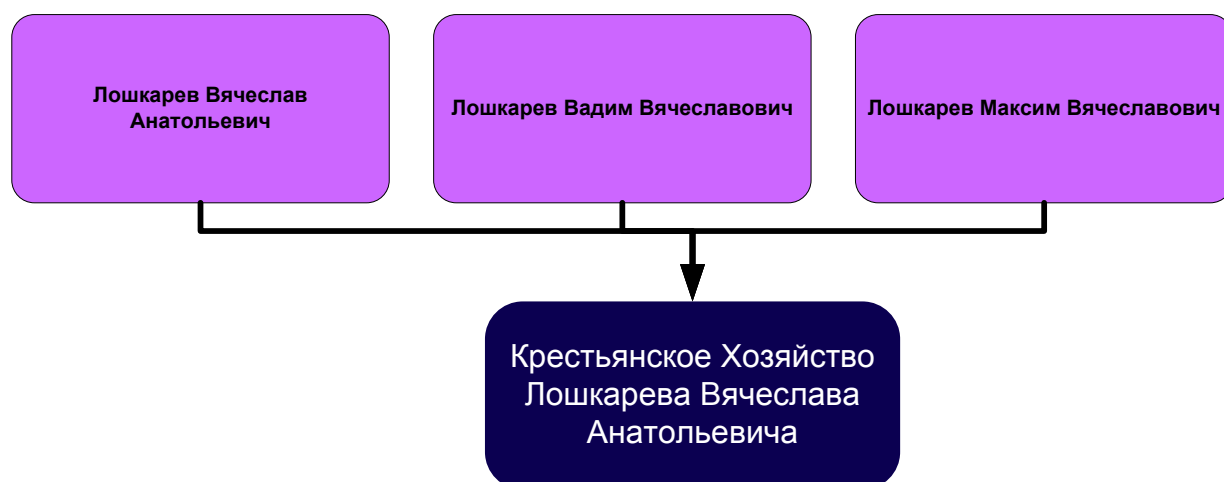 Лошкарев Вячеслав
Анатольевич
Лошкарев Вадим Вячеславович
Лошкарев Максим Вячеславович
Крестьянское Хозяйство
Лошкарева Вячеслава
Анатольевича